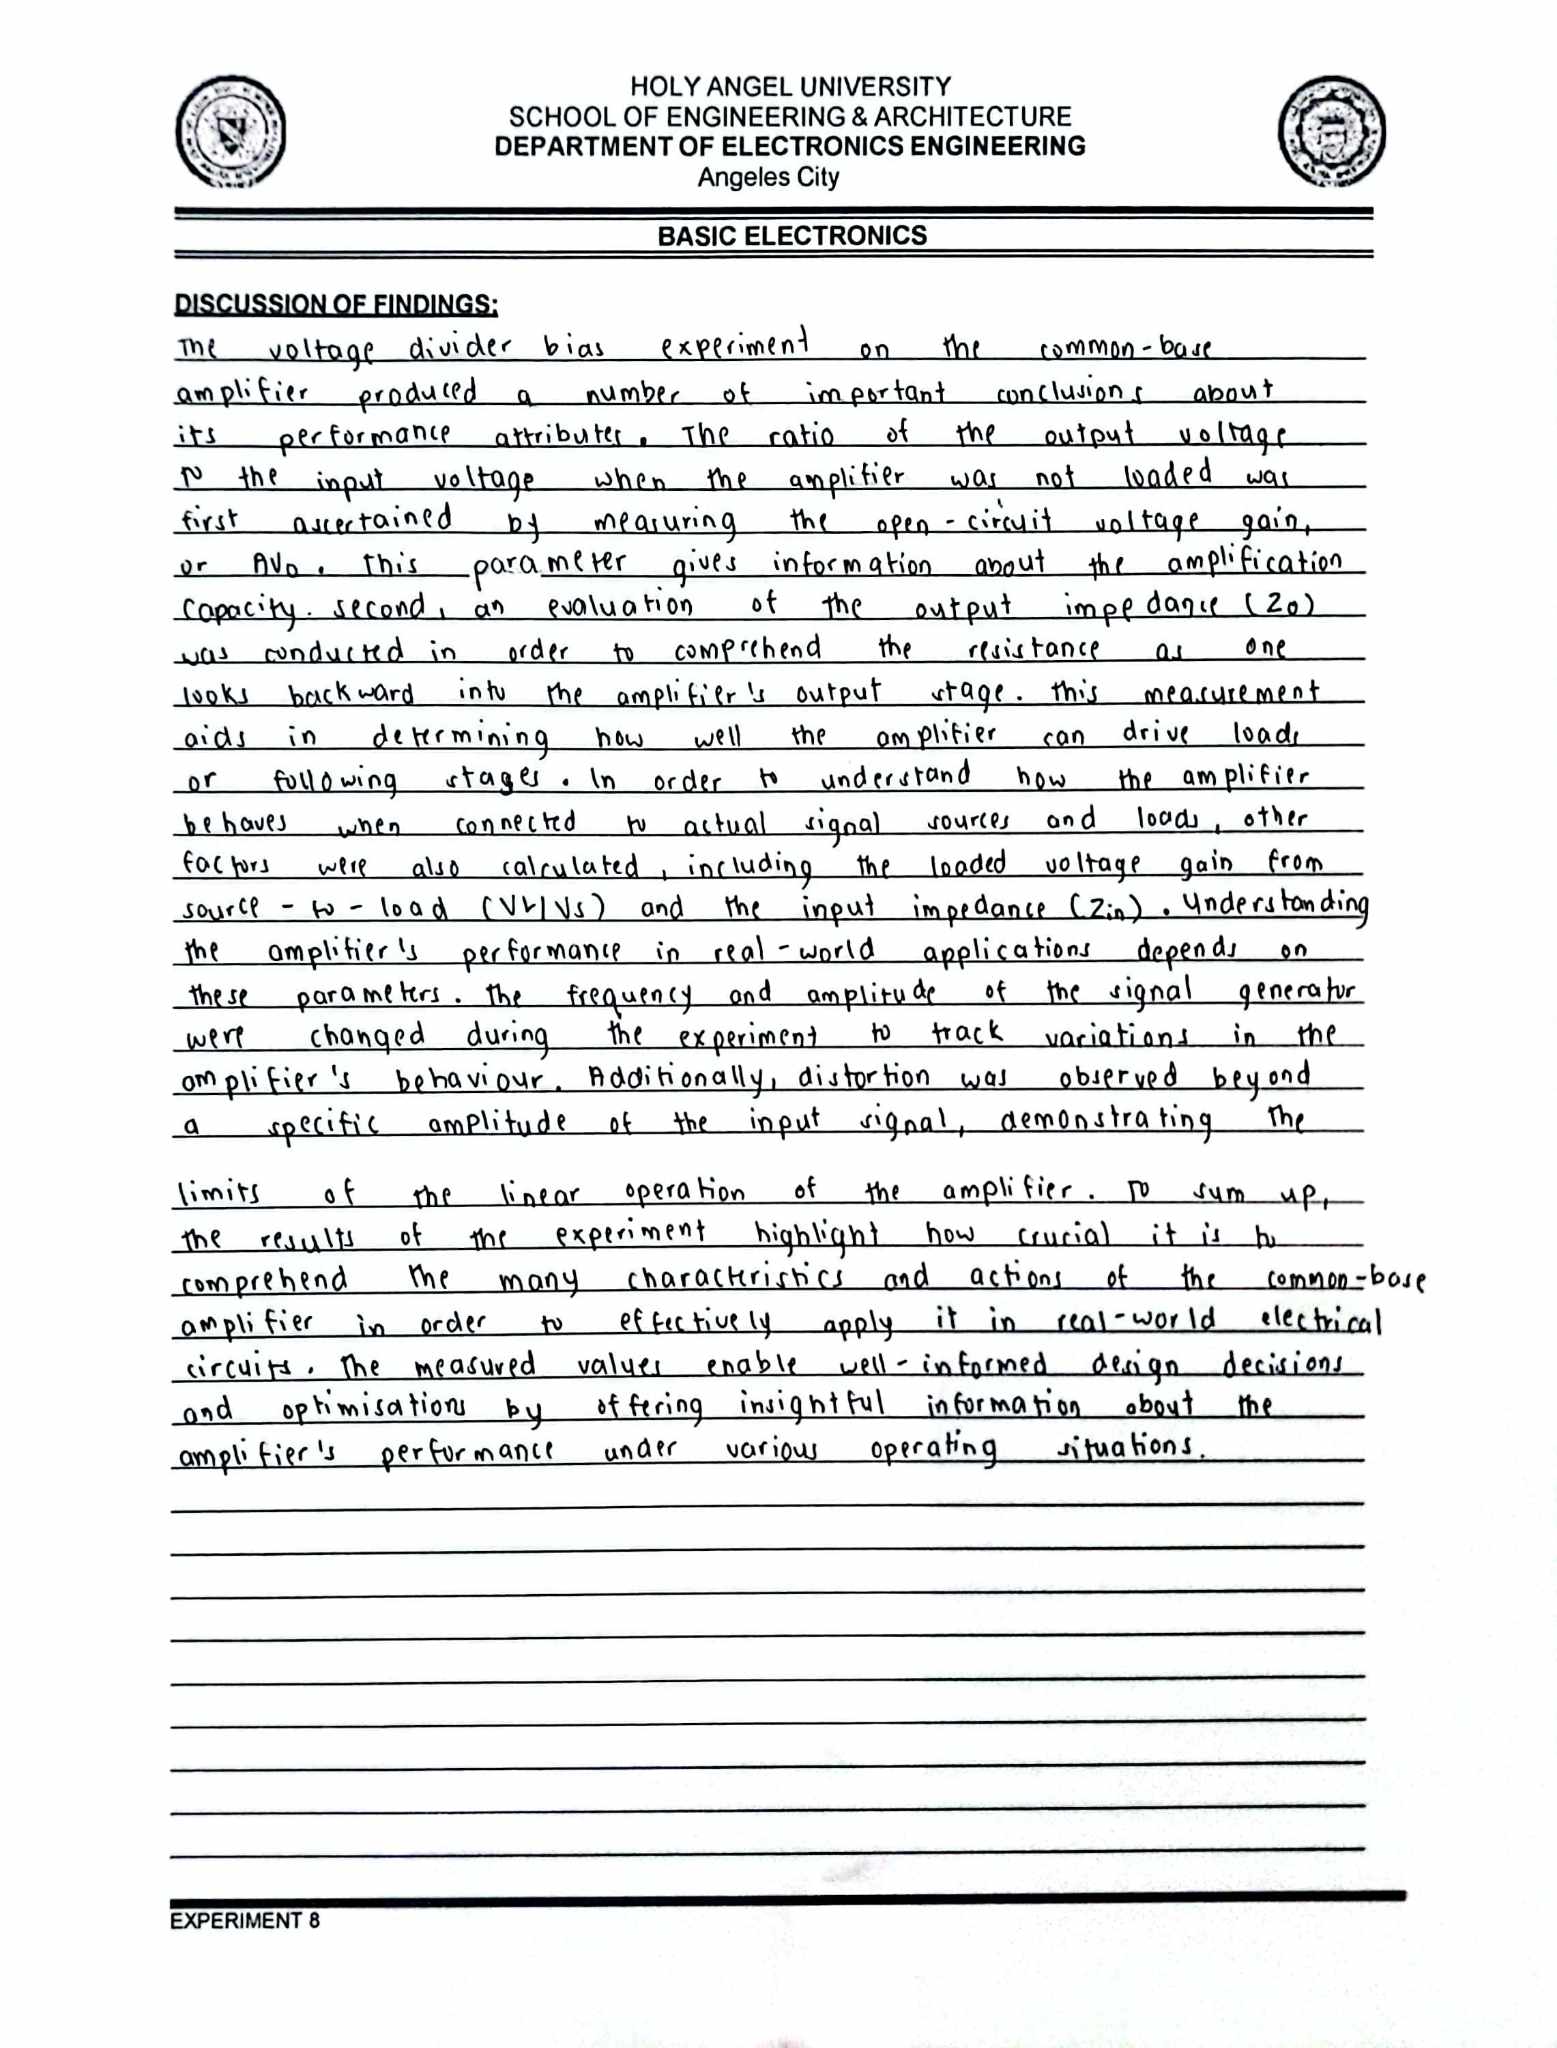 HOLY ANGEL UNIVERSITY
SCHOOL OF ENGINEERING & ARCHITECTURE
DEPARTMENT OF ELECTRONICS ENGINEERING
Angeles City
BASIC ELECTRONICS
DISCUSSION OF FINDINGS:
The voltage divider bias experiment on the common-base
amplifier produced a number of important conclusions about
its performance attributes. The ratio of the output voltage
to the input voltage when the amplifier was not loaded was
first ascertained by measuring the open-circuit voltage gain,
or AVo. This parameter gives information about the amplification
capacity. second, an evaluation of the output impedance (Zo)
was conducted in order to comprehend the resistance as one
looks backward into the amplifier's output stage. This measurement
aids in determining how well the amplifier can drive loads
or following stages. In order to understand how the amplifier
behaves when connected to actual signal sources and loads, other
factors were also calculated, including the loaded voltage gain from
source-to-load (VL/Vs) and the input impedance (Zin). Understanding
the amplifier's performance in real-world applications depends on
these parameters. The frequency and amplitude of the signal generator
were changed during the experiment to track variations in the
amplifier's behaviour. Additionally, distortion was observed beyond
a specific amplitude of the input signal, demonstrating the
limits of the linear operation of the amplifier. To sum up,
the results of the experiment highlight how crucial it is to
comprehend the many characteristics and actions of the common-base
amplifier in order to effectively apply it in real-world electrical
circuits. The measured values enable well-informed design decisions
and optimisations by offering insightful information about the
amplifier's performance under various operating situations.
EXPERIMENT 8